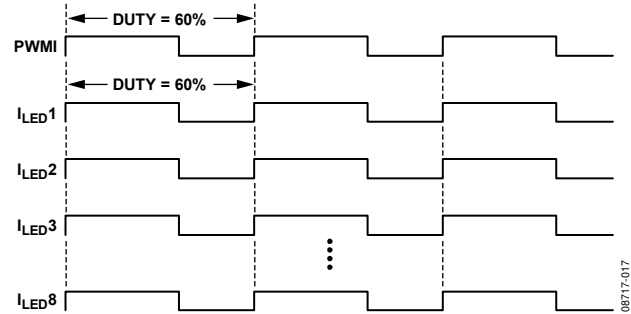 DUTY = 60%
PWMI
DUTY = 60%
ILED1
ILED2
ILED3
ILED8
08717-017